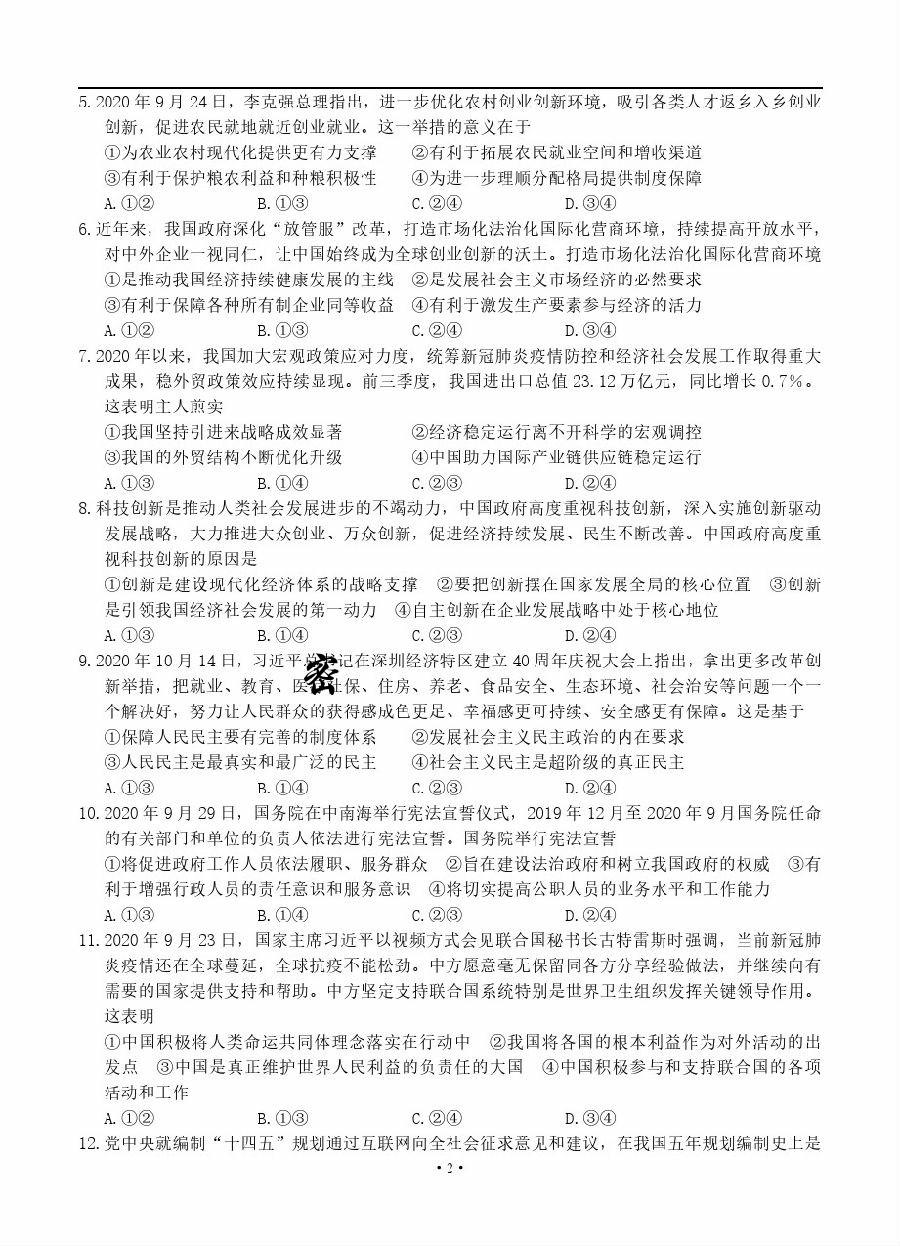 5. 2020 年 9 月 24 日，李克强总理指出，进一步优化农村创业创新环境，吸引各类人才返乡入乡创业
创新，促进农民就地就近创业就业。这一举措的意义在于
①为农业农村现代化提供更有力支撑 ②有利于拓展农民就业空间和增收渠道
③有利于保护粮农利益和种粮积极性 ④为进一步理顺分配格局提供制度保障
A. ①② B. ①③ C. ②④ D. ③④
6. 近年来，我国政府深化“放管服”改革，打造市场化法治化国际化营商环境，持续提高开放水平，
对中外企业一视同仁，让中国始终成为全球创业创新的沃土。打造市场化法治化国际化营商环境
①是推动我国经济持续健康发展的主线 ②是发展社会主义市场经济的必然要求
③有利于保障各种所有制企业同等收益 ④有利于激发生产要素参与经济的活力
A. ①② B. ①③ C. ②④ D. ③④
7. 2020 年以来，我国加大宏观政策应对力度，统筹新冠肺炎疫情防控和经济社会发展工作取得重大
成果，稳外贸政策效应持续显现。前三季度，我国进出口总值 23.12 万亿元，同比增长 0.7%。
这表明主人煎实
①我国坚持引进来战略成效显著 ②经济稳定运行离不开科学的宏观调控
③我国的外贸结构不断优化升级 ④中国助力国际产业链供应链稳定运行
A. ①③ B. ①④ C. ②③ D. ②④
8. 科技创新是推动人类社会发展进步的不竭动力，中国政府高度重视科技创新，深入实施创新驱动
发展战略，大力推进大众创业、万众创新，促进经济持续发展、民生不断改善。中国政府高度重
视科技创新的原因是
①创新是建设现代化经济体系的战略支撑 ②要把创新摆在国家发展全局的核心位置 ③创新
是引领我国经济社会发展的第一动力 ④自主创新在企业发展战略中处于核心地位
A. ①③ B. ①④ C. ②③ D. ②④
9. 2020 年 10 月 14 日，习近平总书记在深圳经济特区建立 40 周年庆祝大会上指出，拿出更多改革创
新举措，把就业、教育、医 密 社保、住房、养老、食品安全、生态环境、社会治安等问题一个一
个解决好，努力让人民群众的获得感成色更足、幸福感更可持续、安全感更有保障。这是基于
①保障人民民主要有完善的制度体系 ②发展社会主义民主政治的内在要求
③人民民主是最真实和最广泛的民主 ④社会主义民主是超阶级的真正民主
A. ①③ B. ①④ C. ②③ D. ②④
10. 2020 年 9 月 29 日，国务院在中南海举行宪法宣誓仪式，2019 年 12 月至 2020 年 9 月国务院任命
的有关部门和单位的负责人依法进行宪法宣誓。国务院举行宪法宣誓
①将促进政府工作人员依法履职、服务群众 ②旨在建设法治政府和树立我国政府的权威 ③有
利于增强行政人员的责任意识和服务意识 ④将切实提高公职人员的业务水平和工作能力
A. ①③ B. ①④ C. ②③ D. ②④
11. 2020 年 9 月 23 日，国家主席习近平以视频方式会见联合国秘书长古特雷斯时强调，当前新冠肺
炎疫情还在全球蔓延，全球抗疫不能松劲。中方愿意毫无保留同各方分享经验做法，并继续向有
需要的国家提供支持和帮助。中方坚定支持联合国系统特别是世界卫生组织发挥关键领导作用。
这表明
①中国积极将人类命运共同体理念落实在行动中 ②我国将各国的根本利益作为对外活动的出
发点 ③中国是真正维护世界人民利益的负责任的大国 ④中国积极参与和支持联合国的各项
活动和工作
A. ①② B. ①③ C. ②④ D. ③④
12. 党中央就编制“十四五”规划通过互联网向全社会征求意见和建议，在我国五年规划编制史上是
• 2 •